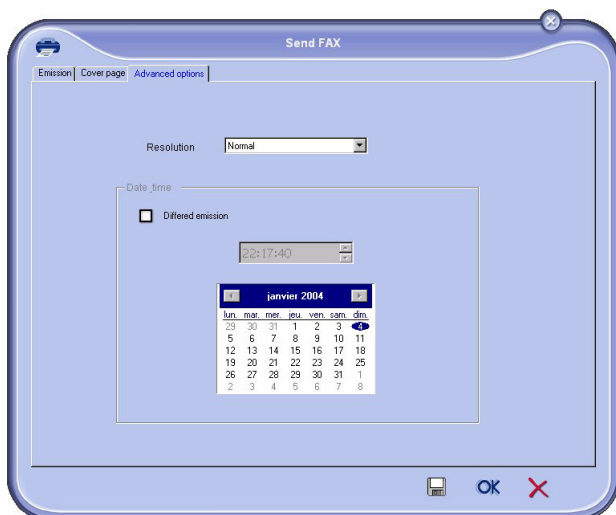 Send FAX
Emission Cover page Advanced options
Resolution Normal
Date_time
Differed emission
22:17:40
janvier 2004
lun. mar. mer. jeu. ven. sam. dim.
29 30 31 1 2 3 4
5 6 7 8 9 10 11
12 13 14 15 16 17 18
19 20 21 22 23 24 25
26 27 28 29 30 31 1
2 3 4 5 6 7 8
OK